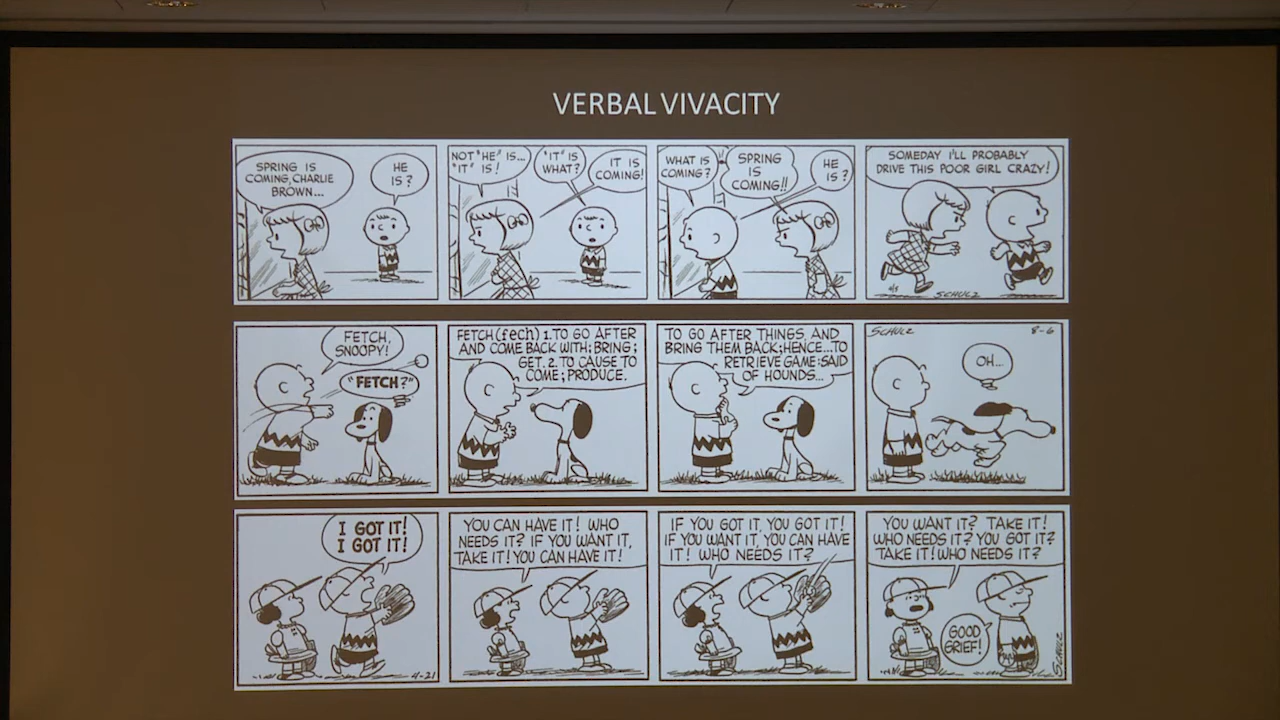 VERBAL VIVACITY
SPRING IS
COMING, CHARLIE
BROWN...
HE
IS?
NOT "HE" IS...
"IT" IS!
"IT" IS
WHAT?
IT IS
COMING!
WHAT IS
COMING?
SPRING
IS
COMING!!
HE
IS?
SOMEDAY I'LL PROBABLY
DRIVE THIS POOR GIRL CRAZY!
SCHULZ
FETCH,
SNOOPY!
"FETCH?"
FETCH (fech) 1. TO GO AFTER
AND COME BACK WITH; BRING;
GET. 2. TO CAUSE TO
COME; PRODUCE.
TO GO AFTER THINGS AND
BRING THEM BACK; HENCE...TO
RETRIEVE GAME: SAID
OF HOUNDS...
SCHULZ
8-6
OH...
I GOT IT!
I GOT IT!
4-21
YOU CAN HAVE IT! WHO
NEEDS IT? IF YOU WANT IT,
TAKE IT! YOU CAN HAVE IT!
IF YOU GOT IT, YOU GOT IT!
IF YOU WANT IT, YOU CAN HAVE
IT! WHO NEEDS IT?
YOU WANT IT? TAKE IT!
WHO NEEDS IT? YOU GOT IT?
TAKE IT! WHO NEEDS IT?
GOOD
GRIEF!
SCHULZ